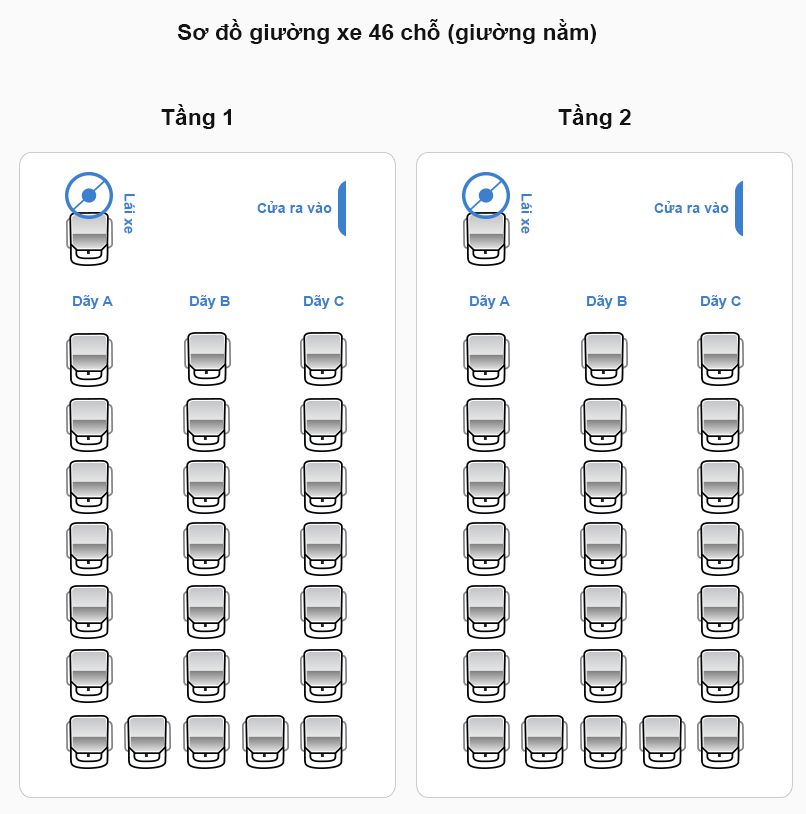 Sơ đồ giường xe 46 chỗ (giường nằm)
Tầng 1
Tầng 2
Lái xe
Cửa ra vào
Dãy A
Dãy B
Dãy C
Lái xe
Cửa ra vào
Dãy A
Dãy B
Dãy C